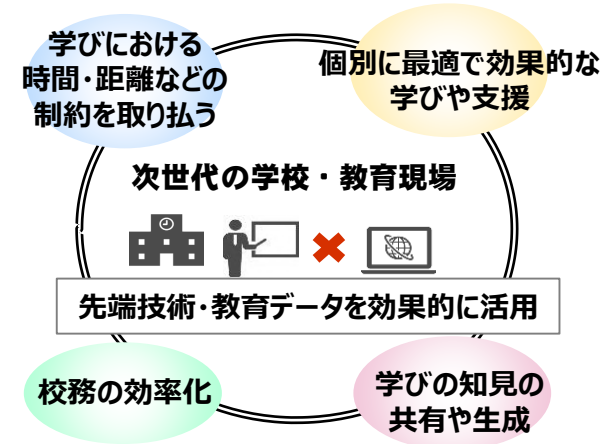 学びにおける
時間・距離などの
制約を取り払う
個別に最適で効果的な
学びや支援
次世代の学校・教育現場
先端技術・教育データを効果的に活用
校務の効率化
学びの知見の
共有や生成